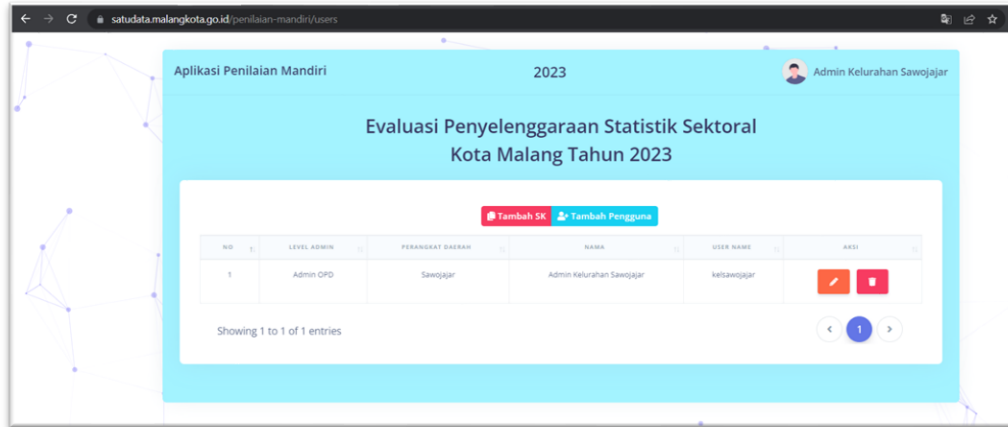 satudata.malangkota.go.id/penilaian-mandiri/users
Aplikasi Penilaian Mandiri
2023
Admin Kelurahan Sawojajar
Evaluasi Penyelenggaraan Statistik Sektoral
Kota Malang Tahun 2023
Tambah SK
Tambah Pengguna
NO LEVEL ADMIN PERANGKAT DAERAH NAMA USER NAME AKSI
1 Admin OPD Sawojajar Admin Kelurahan Sawojajar kelsawojajar
Showing 1 to 1 of 1 entries
1